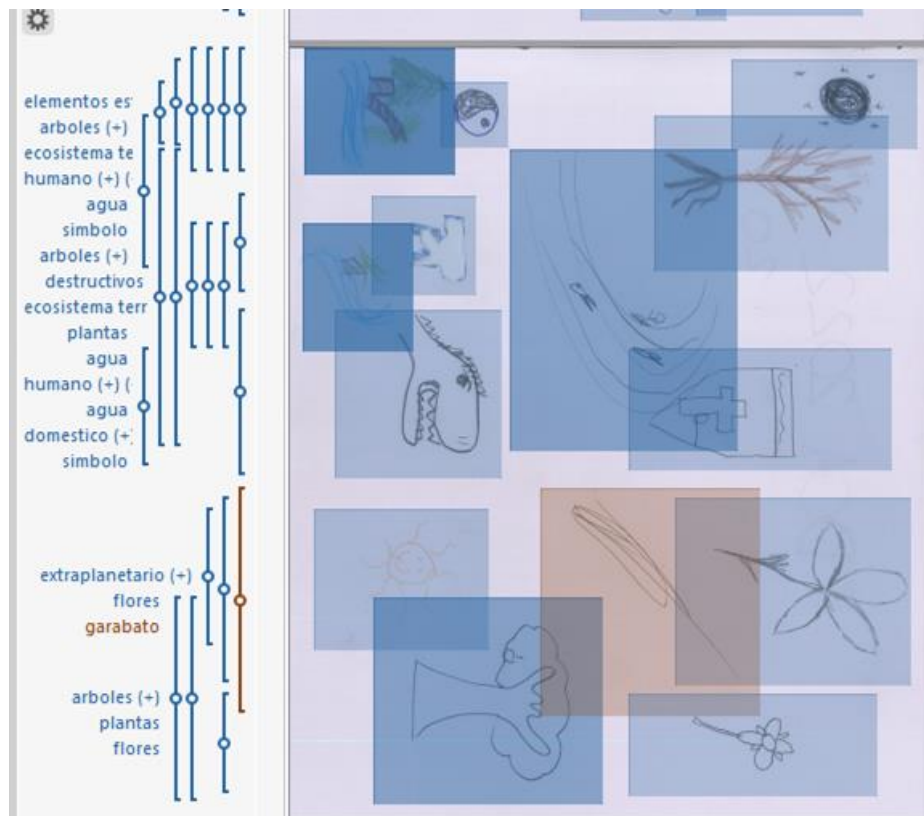 elementos es
arboles (+)
ecosistema te
humano (+) (
agua
simbolo
arboles (+)
destructivos
ecosistema terr
plantas
agua
humano (+) (
agua
domestico (+)
simbolo
extraplanetario (+)
flores
garabato
arboles (+)
plantas
flores